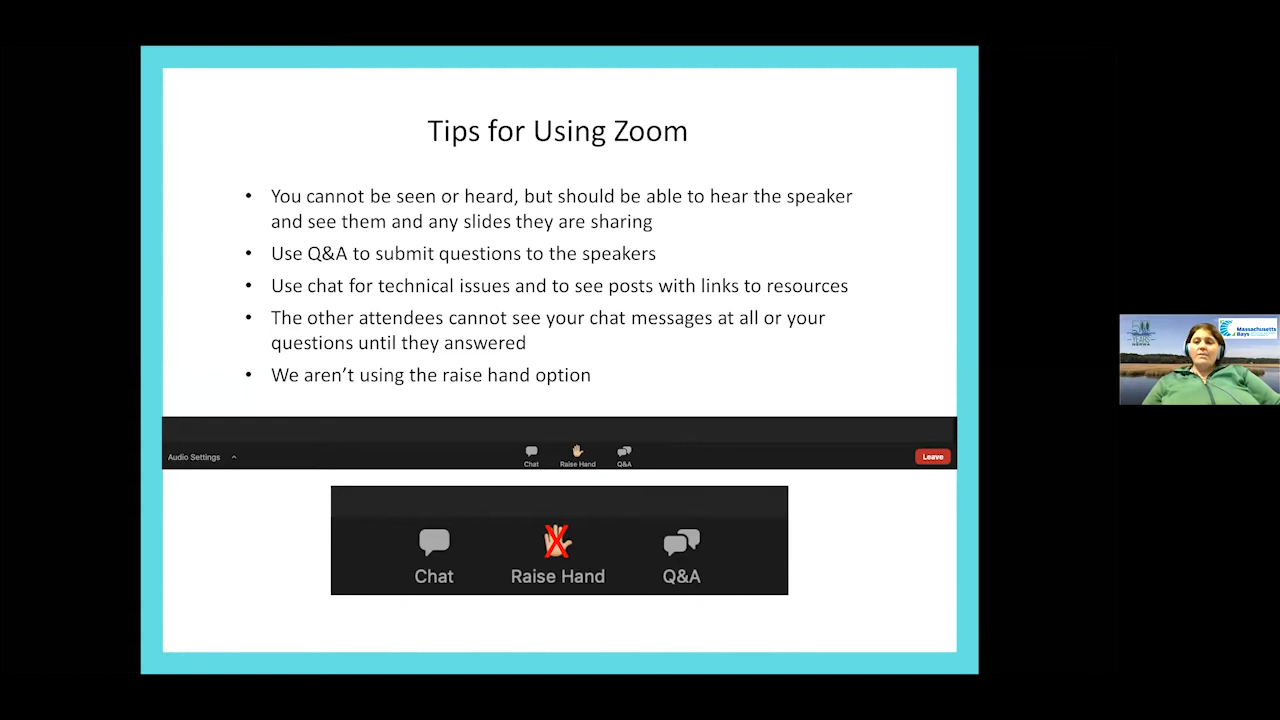 Tips for Using Zoom
• You cannot be seen or heard, but should be able to hear the speaker
and see them and any slides they are sharing
• Use Q&A to submit questions to the speakers
• Use chat for technical issues and to see posts with links to resources
• The other attendees cannot see your chat messages at all or your
questions until they answered
• We aren't using the raise hand option
Audio Settings
Chat
Raise Hand
Q&A
Leave
Chat
Raise Hand
Q&A
YEARS
Massachusetts
Bays